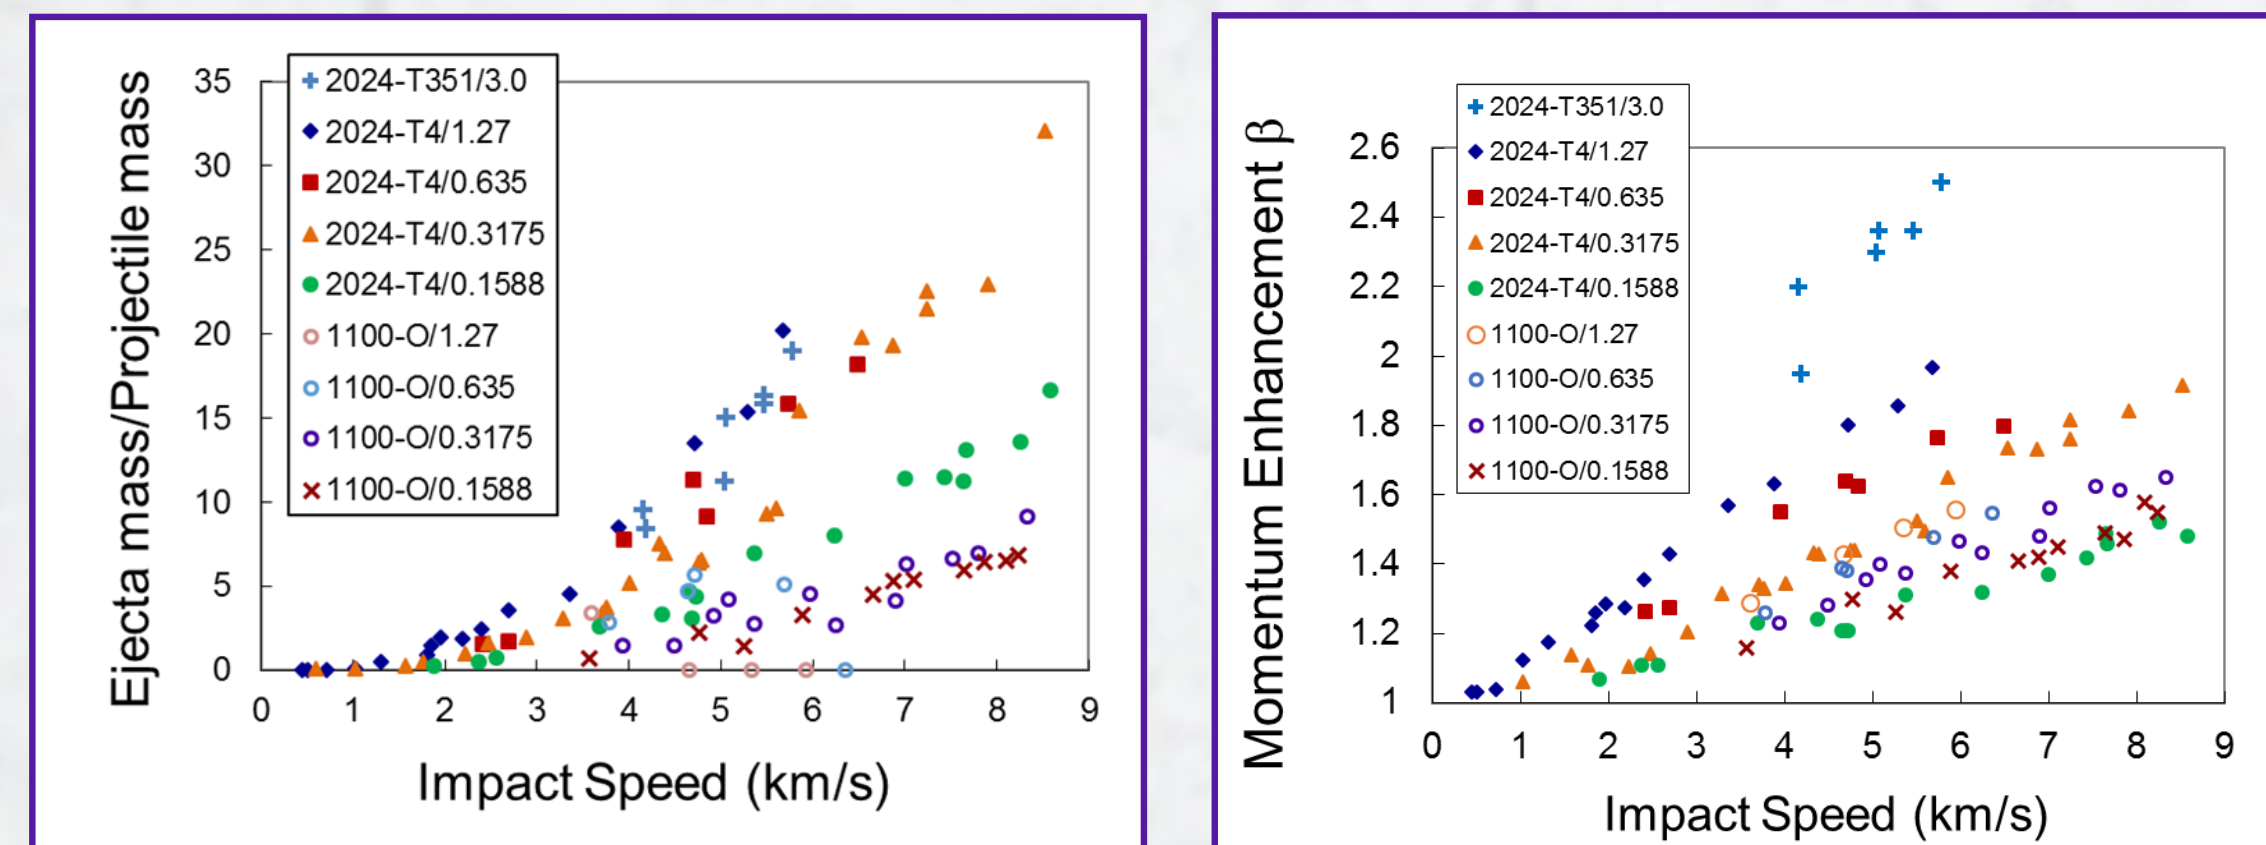 Ejecta mass/Projectile mass
35
30
25
20
15
10
5
0
2024-T351/3.0
2024-T4/1.27
2024-T4/0.635
2024-T4/0.3175
2024-T4/0.1588
1100-O/1.27
1100-O/0.635
1100-O/0.3175
1100-O/0.1588
0 1 2 3 4 5 6 7 8 9
Impact Speed (km/s)
Momentum Enhancement β
2.6
2.4
2.2
2
1.8
1.6
1.4
1.2
1
2024-T351/3.0
2024-T4/1.27
2024-T4/0.635
2024-T4/0.3175
2024-T4/0.1588
1100-O/1.27
1100-O/0.635
1100-O/0.3175
1100-O/0.1588
0 1 2 3 4 5 6 7 8 9
Impact Speed (km/s)